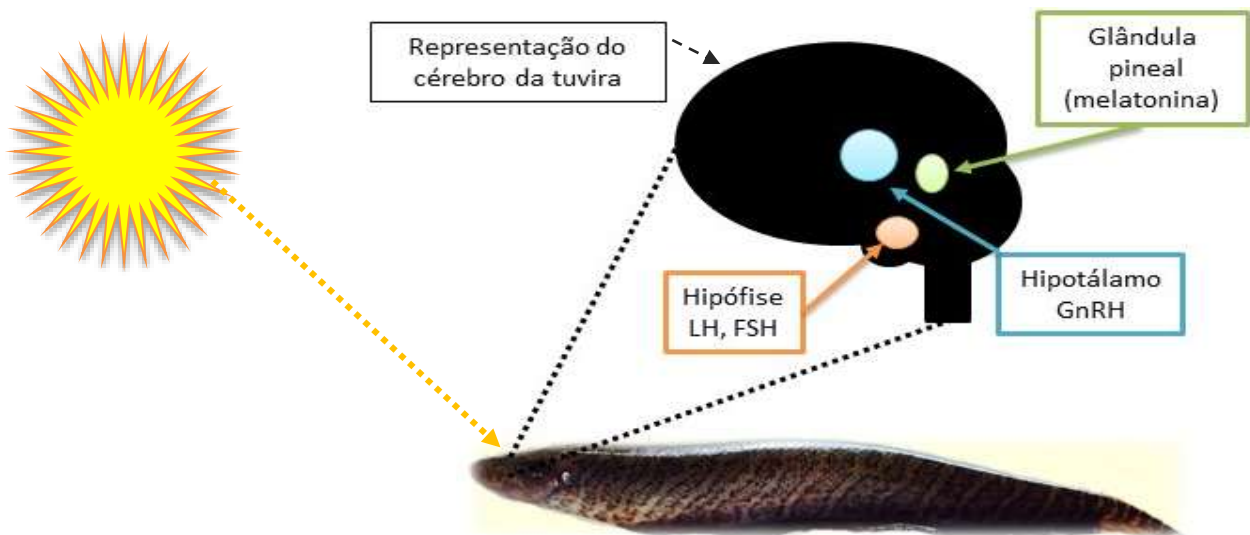 Representação do
cérebro da tuvira
Glândula
pineal
(melatonina)
Hipófise
LH, FSH
Hipotálamo
GnRH